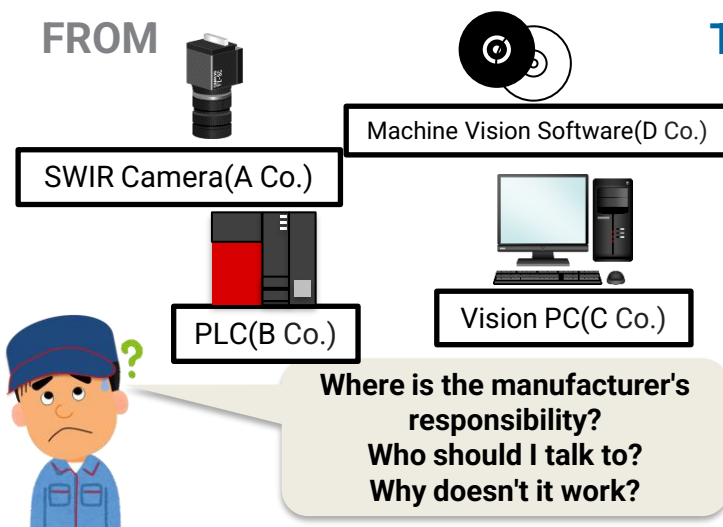 FROM
T
SWIR Camera(A Co.)
Machine Vision Software(D Co.)
PLC(B Co.)
Vision PC(C Co.)
?
Where is the manufacturer's
responsibility?
Who should I talk to?
Why doesn't it work?